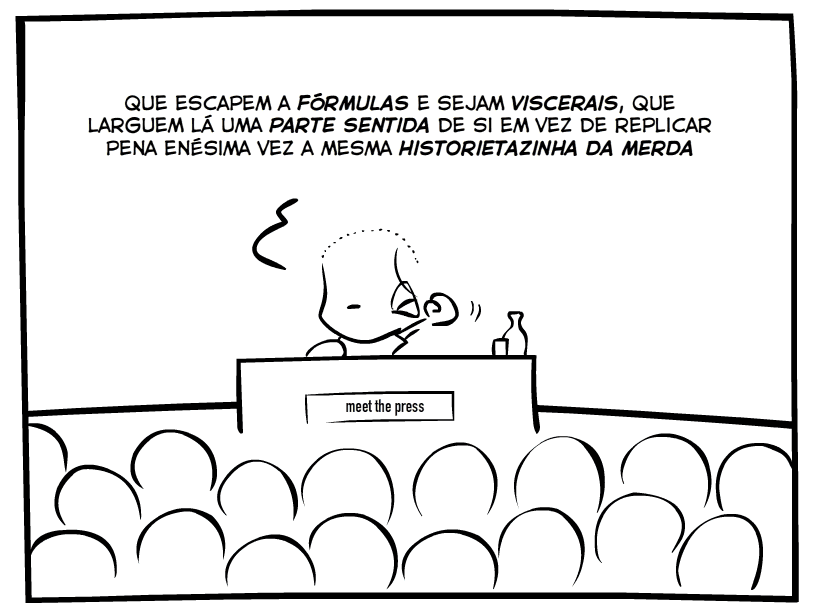 QUE ESCAPEM A FÓRMULAS E SEJAM VISCERAIS, QUE
LARGUEM LÁ UMA PARTE SENTIDA DE SI EM VEZ DE REPLICAR
PENA ENÉSIMA VEZ A MESMA HISTORIETAZINHA DA MERDA
meet the press